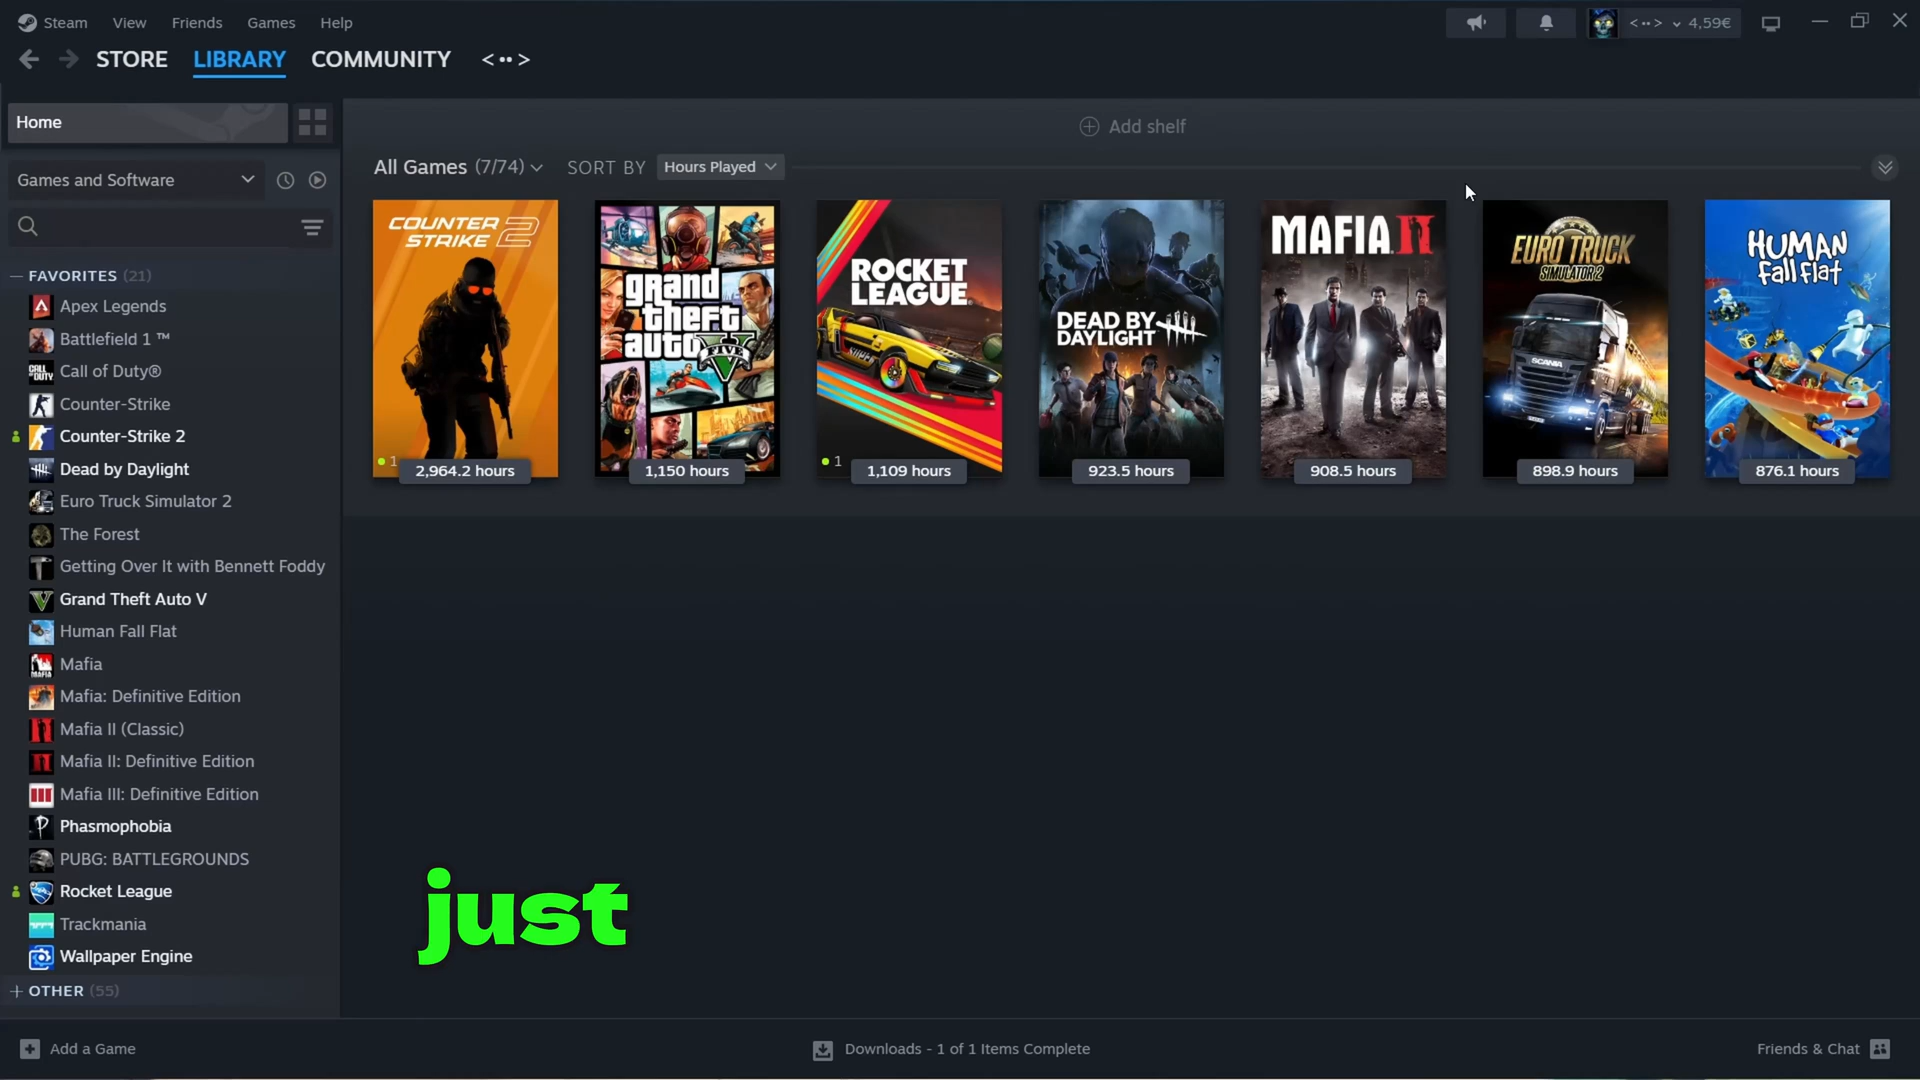 Steam View Friends Games Help
< •• > 4,59€
STORE LIBRARY COMMUNITY < •• >
Home
Add shelf
Games and Software
All Games (7/74) SORT BY Hours Played
FAVORITES (21)
Apex Legends
Battlefield 1 ™
Call of Duty®
Counter-Strike
Counter-Strike 2
Dead by Daylight
Euro Truck Simulator 2
The Forest
Getting Over It with Bennett Foddy
Grand Theft Auto V
Human Fall Flat
Mafia
Mafia: Definitive Edition
Mafia II (Classic)
Mafia II: Definitive Edition
Mafia III: Definitive Edition
Phasmophobia
PUBG: BATTLEGROUNDS
Rocket League
Trackmania
Wallpaper Engine
OTHER (55)
COUNTER
STRIKE 2
1
2,964.2 hours
grand
theft
auto V
FIVE
1,150 hours
ROCKET
LEAGUE
1
1,109 hours
DEAD BY
DAYLIGHT
923.5 hours
MAFIA II
908.5 hours
EURO TRUCK
SIMULATOR 2
SCANIA
898.9 hours
HUMAN
fall flat
876.1 hours
just
Add a Game
Downloads - 1 of 1 Items Complete
Friends & Chat